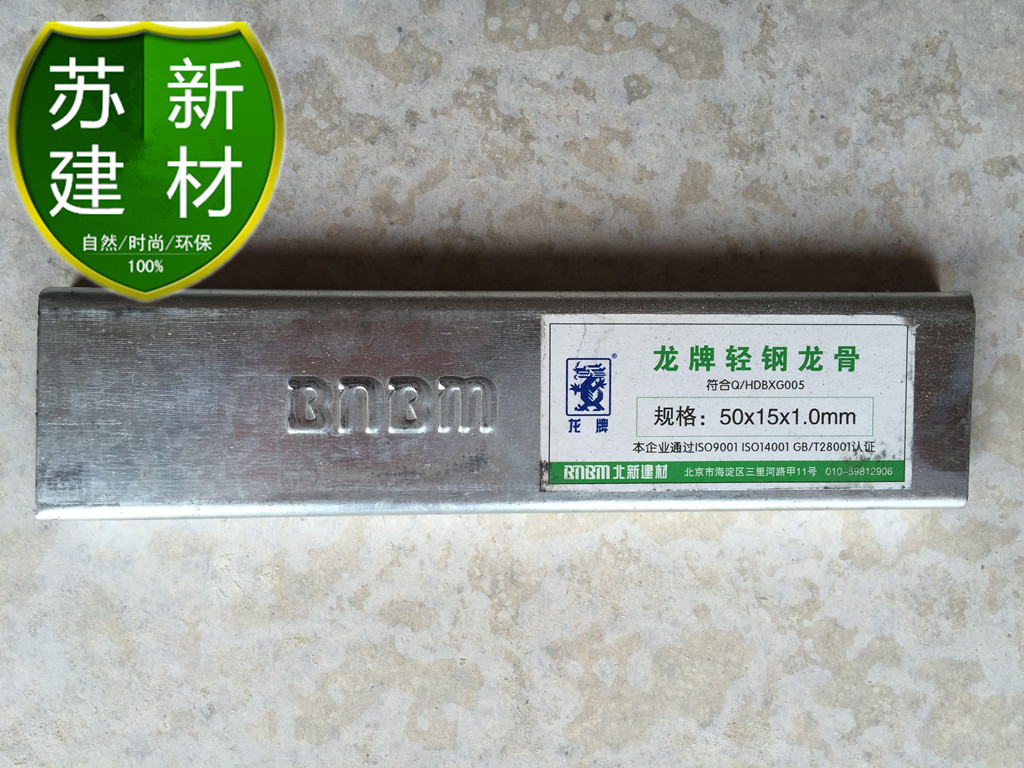 苏 新
建 材
自然/时尚/环保
100%
BNBM
龙牌轻钢龙骨
符合Q/HDBXG005
®
龙牌
规格：50x15x1.0mm
本企业通过ISO9001 ISO14001 GB/T28001认证
BNBM北新建材 北京市海淀区三里河路甲11号 010-59812906